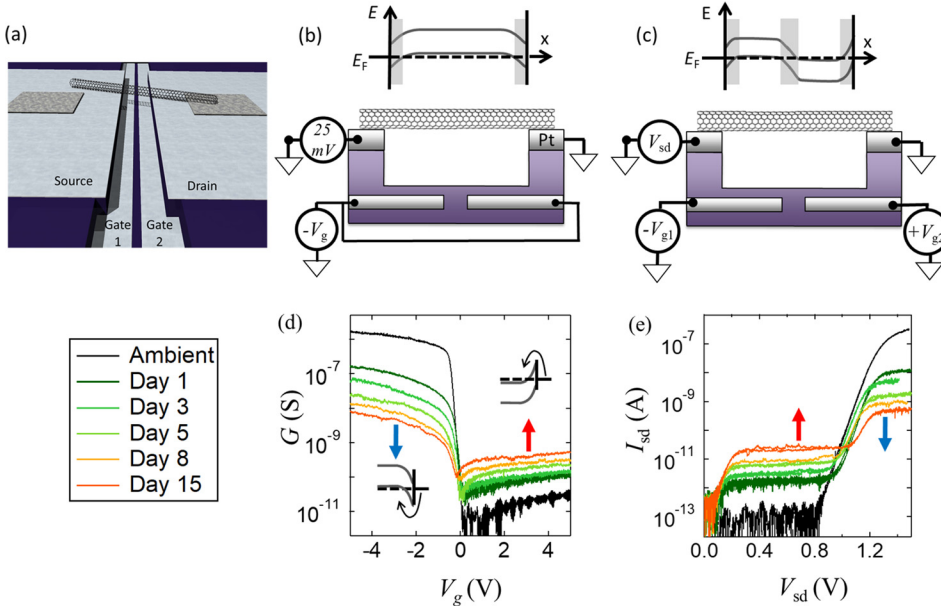 (a)
Source
Drain
Gate 1
Gate 2
(b)
E
E_F
x
25 mV
Pt
-V_g
(c)
E
E_F
x
V_sd
-V_g1
+V_g2
Ambient
Day 1
Day 3
Day 5
Day 8
Day 15
(d)
G (S)
10^-7
10^-9
10^-11
-4 -2 0 2 4
V_g (V)
(e)
I_sd (A)
10^-7
10^-9
10^-11
10^-13
0.0 0.4 0.8 1.2
V_sd (V)